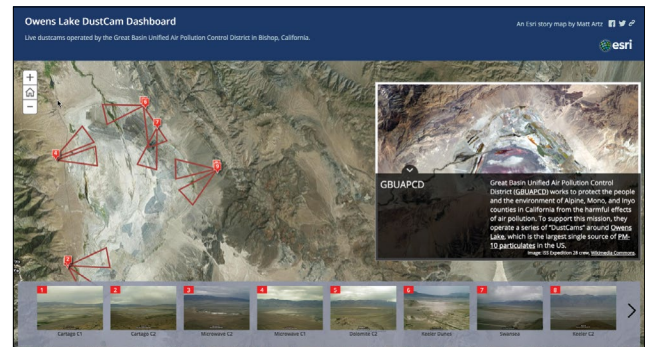 Owens Lake DustCam Dashboard
An Esri story map by Matt Artz
Live dustcams operated by the Great Basin Unified Air Pollution Control District in Bishop, California.
esri
GBUAPCD
Great Basin Unified Air Pollution Control
District (GBUAPCD) works to protect the people
and the environment of Alpine, Mono, and Inyo
counties in California from the harmful effects
of air pollution. To support this mission, they
operate a series of "DustCams" around Owens
Lake, which is the largest single source of PM-
10 particulates in the US.
Image: ISS Expedition 28 crew, Wikimedia Commons.
1 2 3 4 5 6 7 8
Cartago C1 Cartago C2 Microwave C2 Microwave C1 Dolomite C2 Keeler Dunes Swansea Keeler C2